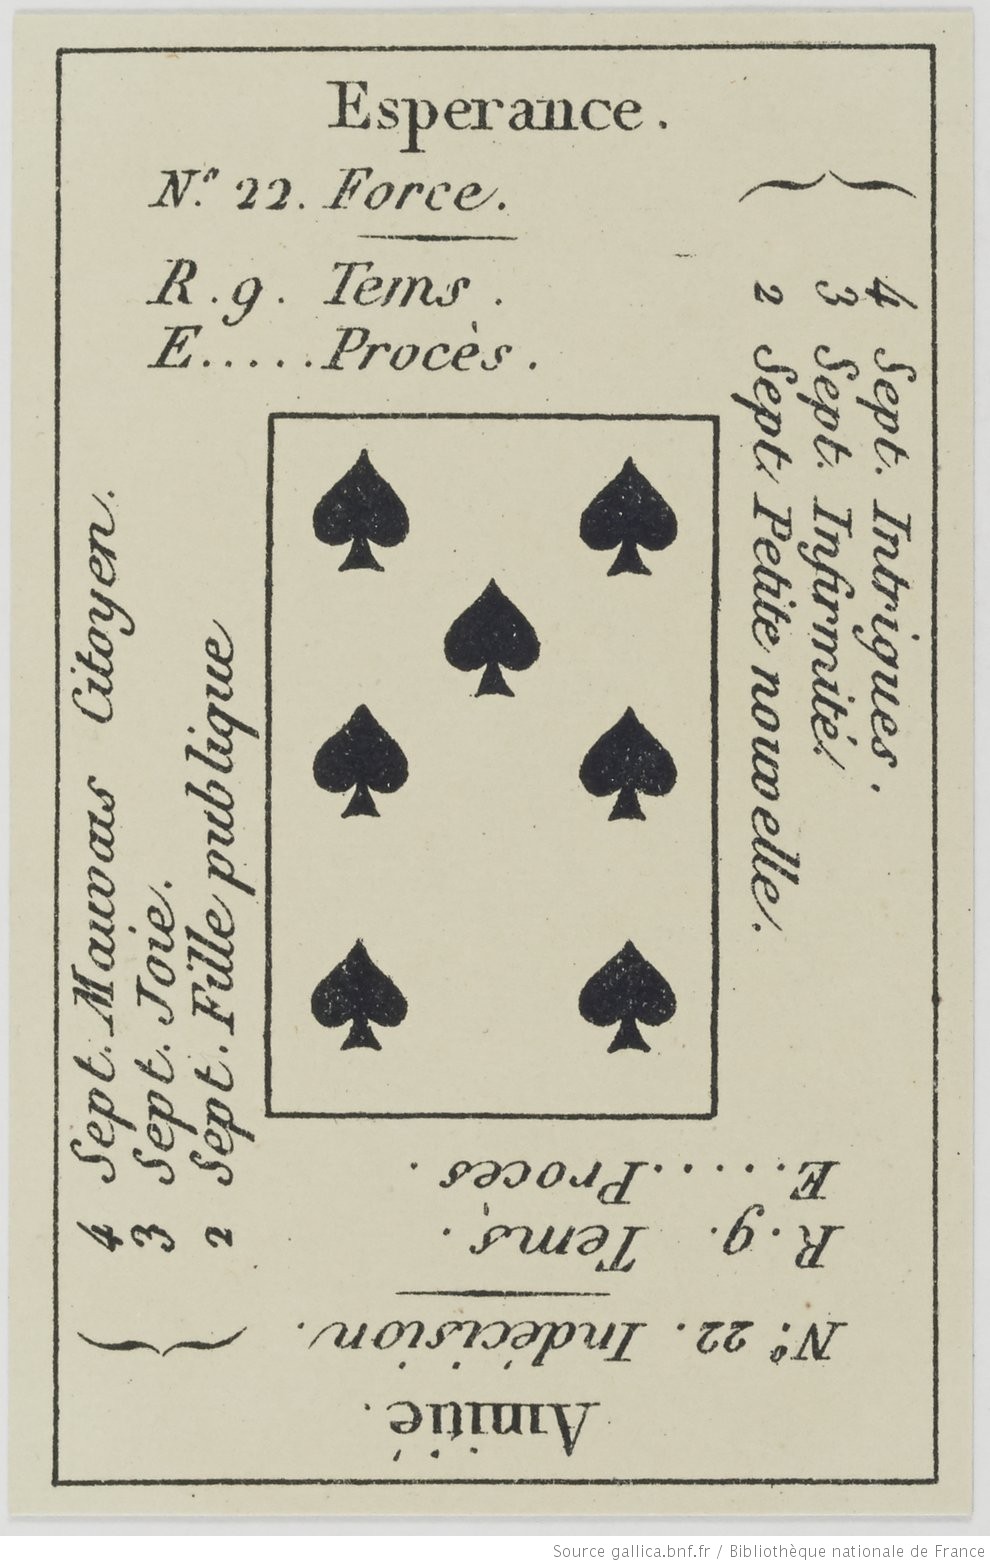 Esperance.
N.º 22. Force.
R. 9. Tems.
E.....Procès.
4 Sept. Intrigues.
3 Sept. Infirmité.
2 Sept. Petite nouvelle.
4 Sept. Mauvais Citoyen.
3 Sept. Joie.
2 Sept. Fille publique
Amitié.
N.º 22. Indécision.
R. 9. Tems.
E.....Procès.
Source gallica.bnf.fr / Bibliothèque nationale de France